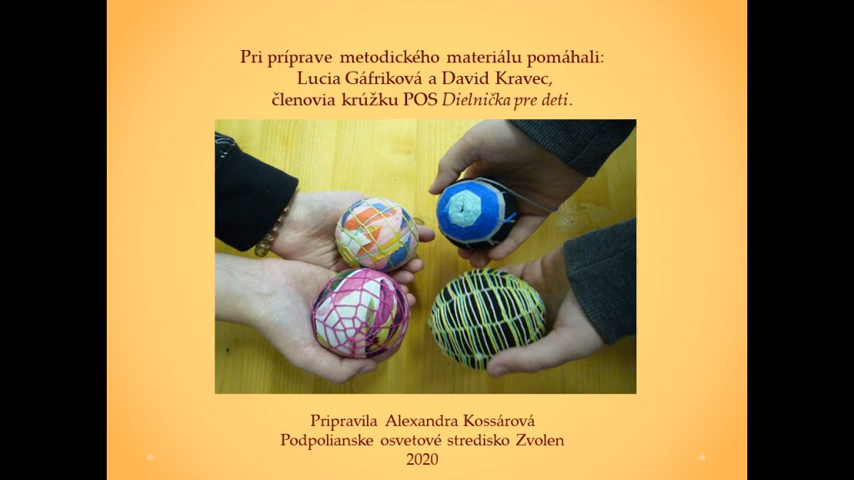 Pri príprave metodického materiálu pomáhali:
Lucia Gáfriková a David Kravec,
členovia krúžku POS Dielnička pre deti.
Pripravila Alexandra Kossárová
Podpolianske osvetové stredisko Zvolen
2020